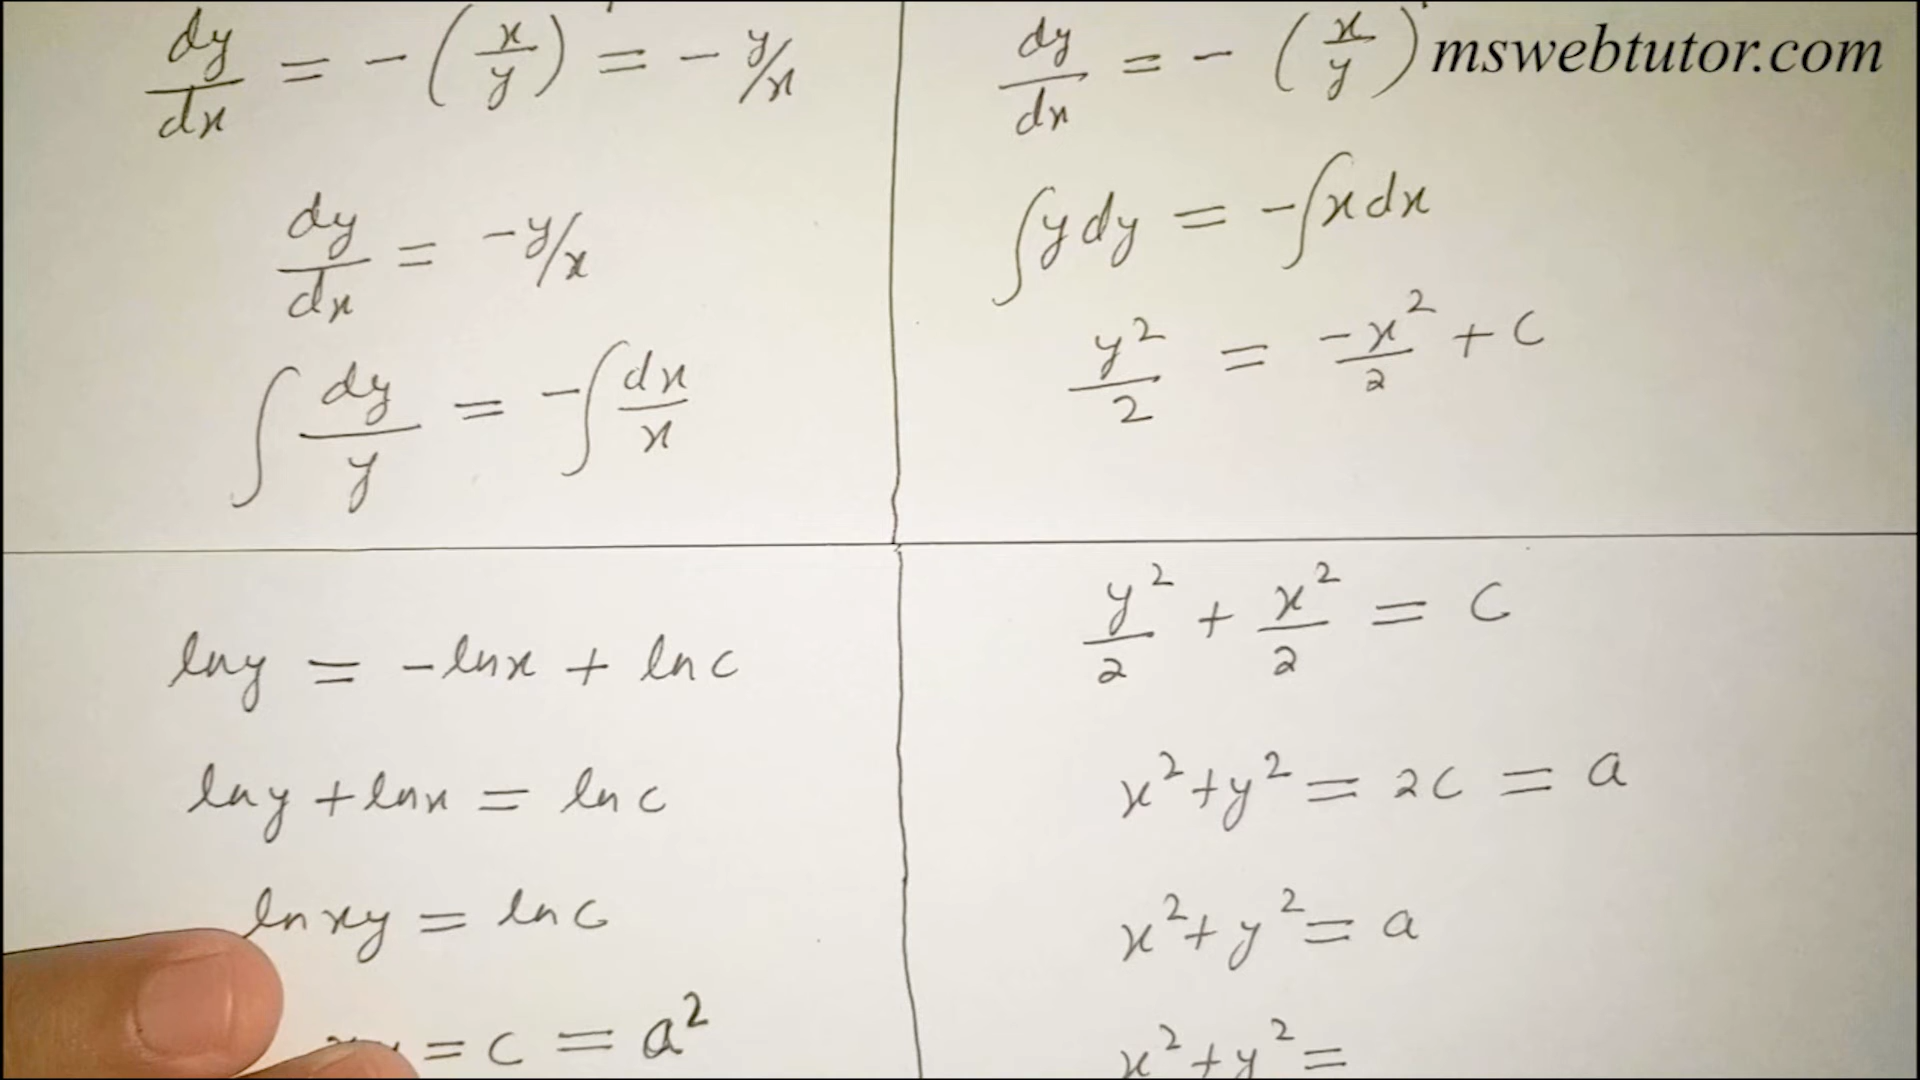 dy/dx = - (x/y) = - y/x
dy/dx = - y/x
∫ dy/y = - ∫ dx/x
ln y = - ln x + ln c
ln y + ln x = ln c
ln xy = ln c
= c = a²
dy/dx = - (x/y)
mswebtutor.com
∫ y dy = - ∫ x dx
y²/2 = -x²/2 + c
y²/2 + x²/2 = c
x² + y² = 2c = a
x² + y² = a
x² + y² =